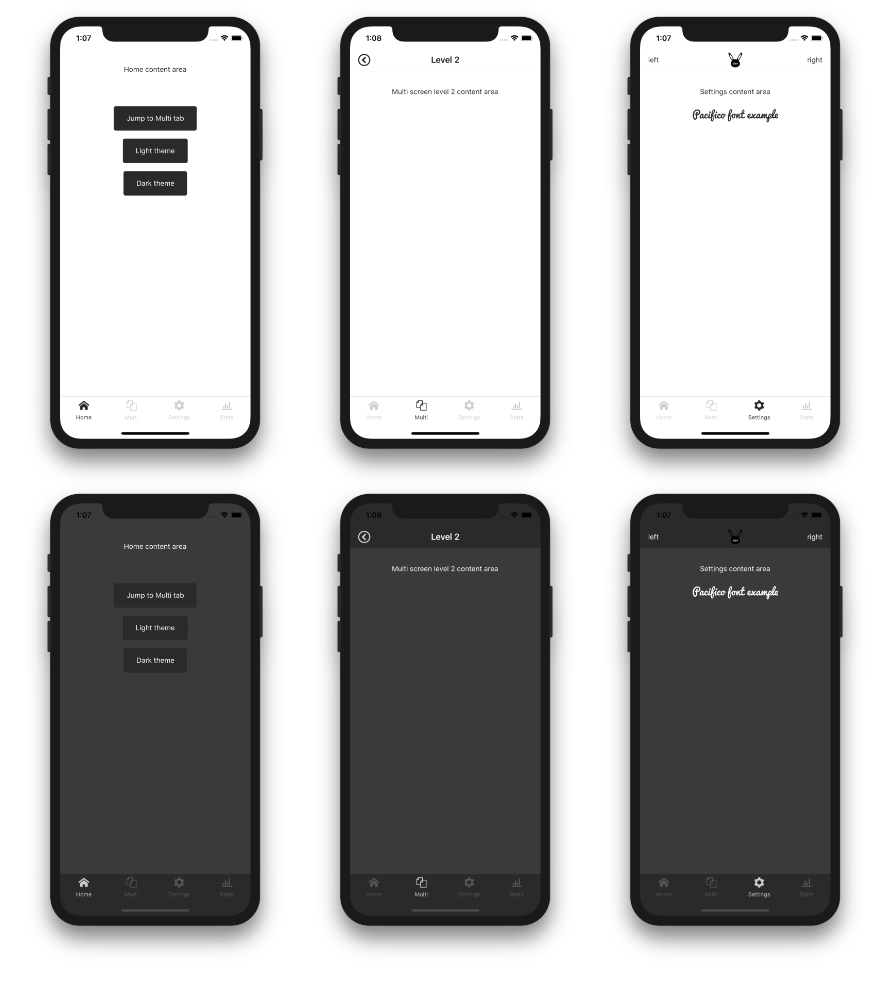 1:07
Home content area
Jump to Multi tab
Light theme
Dark theme
Home
Multi
Settings
Stats
1:08
Level 2
Multi screen level 2 content area
Home
Multi
Settings
Stats
1:07
left
right
Settings content area
Pacifico font example
Home
Multi
Settings
Stats
1:07
Home content area
Jump to Multi tab
Light theme
Dark theme
Home
Multi
Settings
Stats
1:08
Level 2
Multi screen level 2 content area
Home
Multi
Settings
Stats
1:07
left
right
Settings content area
Pacifico font example
Home
Multi
Settings
Stats